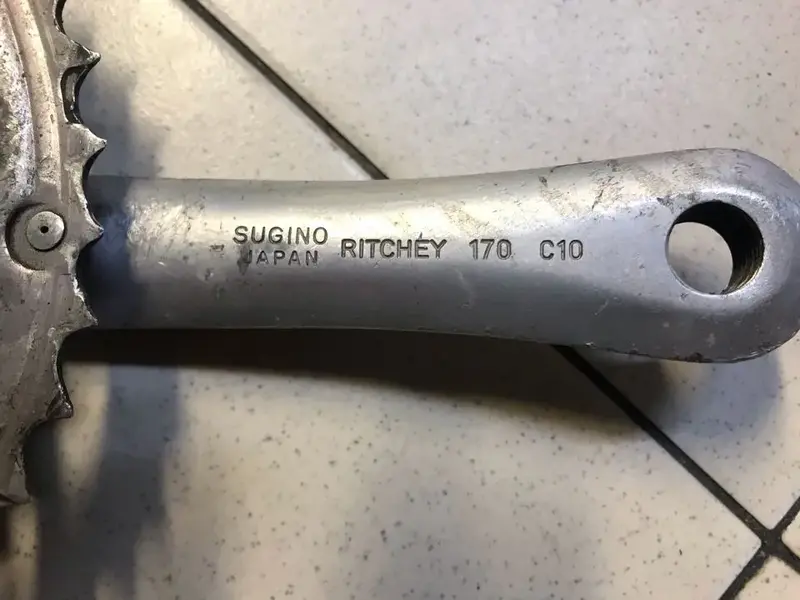 SUGINO
JAPAN RITCHEY 170 C10